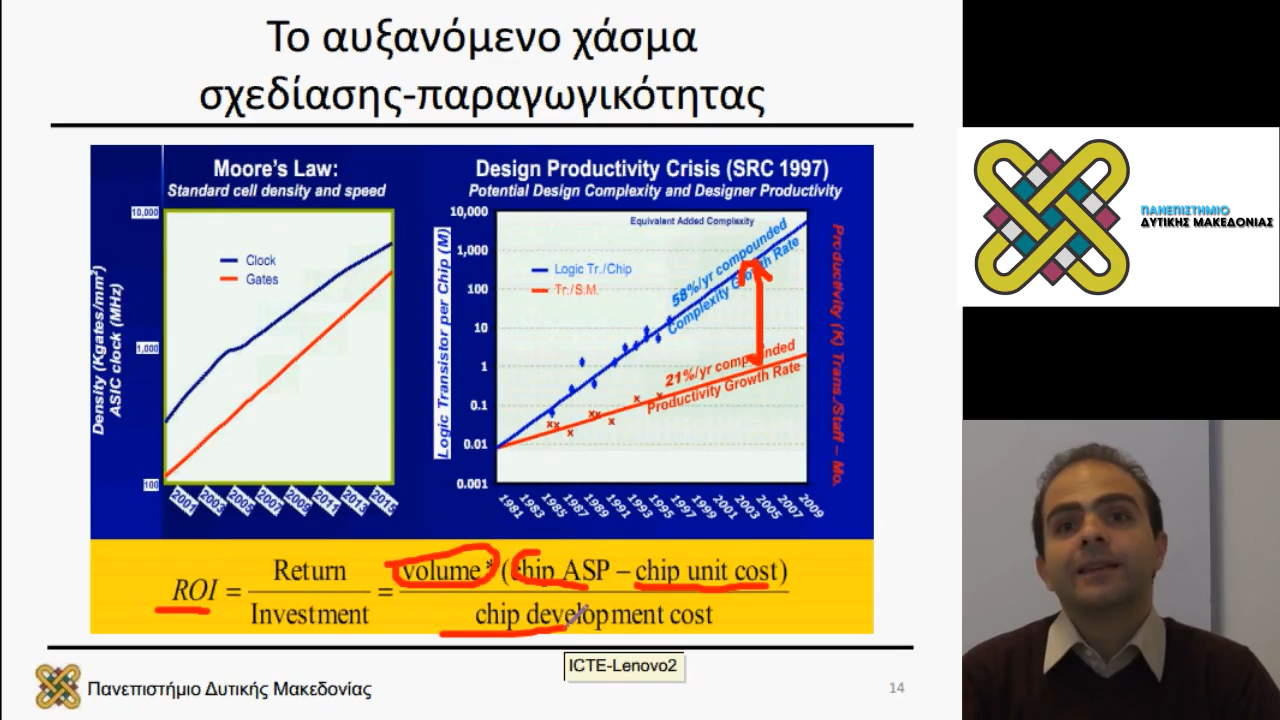 Το αυξανόμενο χάσμα
σχεδίασης-παραγωγικότητας
Moore's Law:
Standard cell density and speed
10,000
1,000
100
Density (Kgates/mm²)
ASIC clock (MHz)
Clock
Gates
2001
2003
2005
2007
2009
2011
2013
2015
Design Productivity Crisis (SRC 1997)
Potential Design Complexity and Designer Productivity
Equivalent Added Complexity
10,000
1,000
100
10
1
0.1
0.01
0.001
Logic Transistor per Chip (M)
Logic Tr./Chip
Tr./S.M.
58%/yr compounded
Complexity Growth Rate
21%/yr compounded
Productivity Growth Rate
Productivity (K) Trans./Staff – Mo.
1981
1983
1985
1987
1989
1991
1993
1995
1997
1999
2001
2003
2005
2007
2009
ROI = Return / Investment = volume * (chip ASP – chip unit cost) / chip development cost
ICTE-Lenovo2
Πανεπιστήμιο Δυτικής Μακεδονίας
14
ΠΑΝΕΠΙΣΤΗΜΙΟ
ΔΥΤΙΚΗΣ ΜΑΚΕΔΟΝΙΑΣ